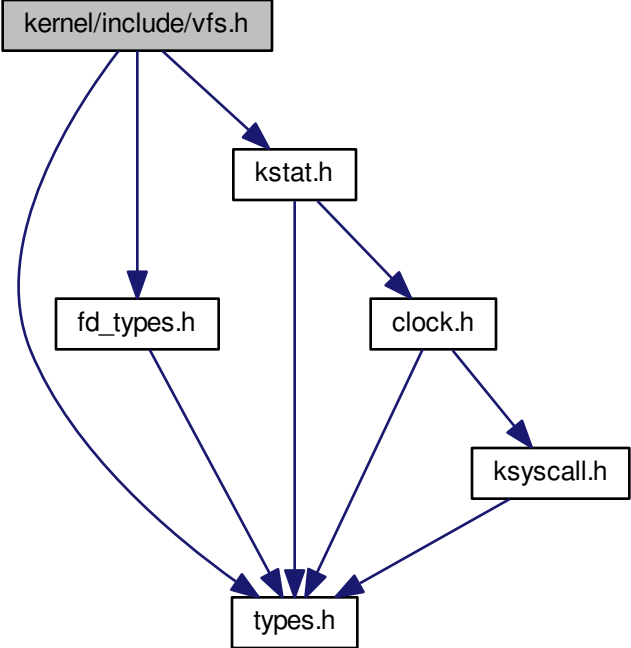 kernel/include/vfs.h
kstat.h
fd_types.h
clock.h
ksyscall.h
types.h